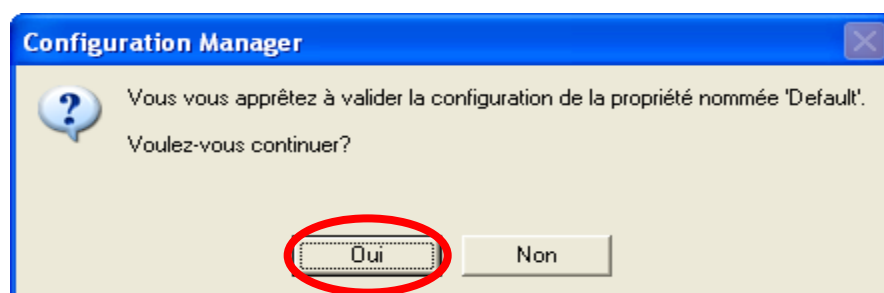 Configuration Manager
Vous vous apprêtez à valider la configuration de la propriété nommée 'Default'.
Voulez-vous continuer?
Oui
Non